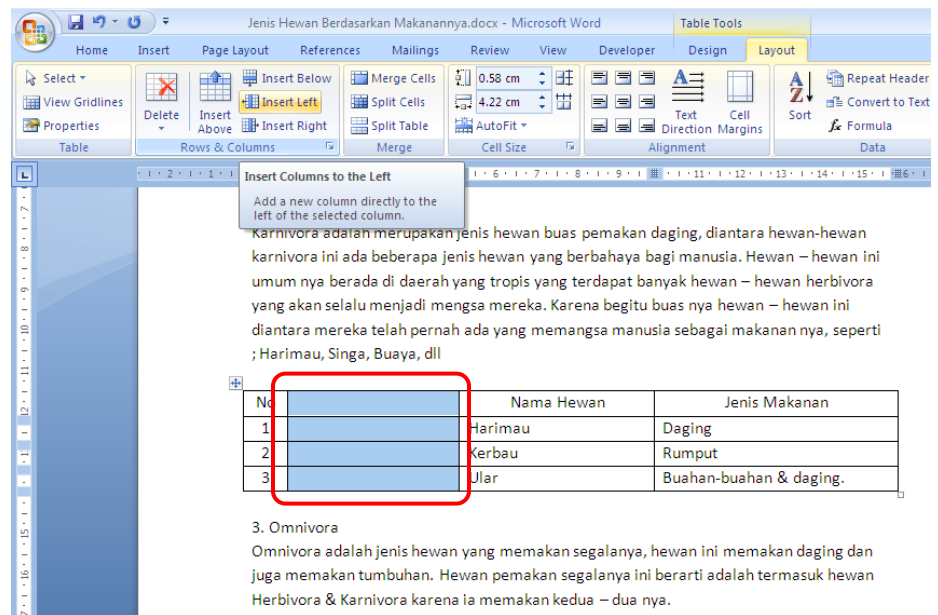 Jenis Hewan Berdasarkan Makanannya.docx - Microsoft Word
Table Tools
Home Insert Page Layout References Mailings Review View Developer Design Layout
Select
View Gridlines
Properties
Table
Delete
Insert Above
Insert Below
Insert Left
Insert Right
Rows & Columns
Merge Cells
Split Cells
Split Table
Merge
0.58 cm
4.22 cm
AutoFit
Cell Size
Text Direction
Cell Margins
Alignment
Sort
Repeat Header
Convert to Text
fx Formula
Data
Insert Columns to the Left
Add a new column directly to the
left of the selected column.
Karnivora adalah merupakan jenis hewan buas pemakan daging, diantara hewan-hewan
karnivora ini ada beberapa jenis hewan yang berbahaya bagi manusia. Hewan – hewan ini
umum nya berada di daerah yang tropis yang terdapat banyak hewan – hewan herbivora
yang akan selalu menjadi mengsa mereka. Karena begitu buas nya hewan – hewan ini
diantara mereka telah pernah ada yang memangsa manusia sebagai makanan nya, seperti
; Harimau, Singa, Buaya, dll
No Nama Hewan Jenis Makanan
1 Harimau Daging
2 Kerbau Rumput
3 Ular Buahan-buahan & daging.
3. Omnivora
Omnivora adalah jenis hewan yang memakan segalanya, hewan ini memakan daging dan
juga memakan tumbuhan. Hewan pemakan segalanya ini berarti adalah termasuk hewan
Herbivora & Karnivora karena ia memakan kedua – dua nya.